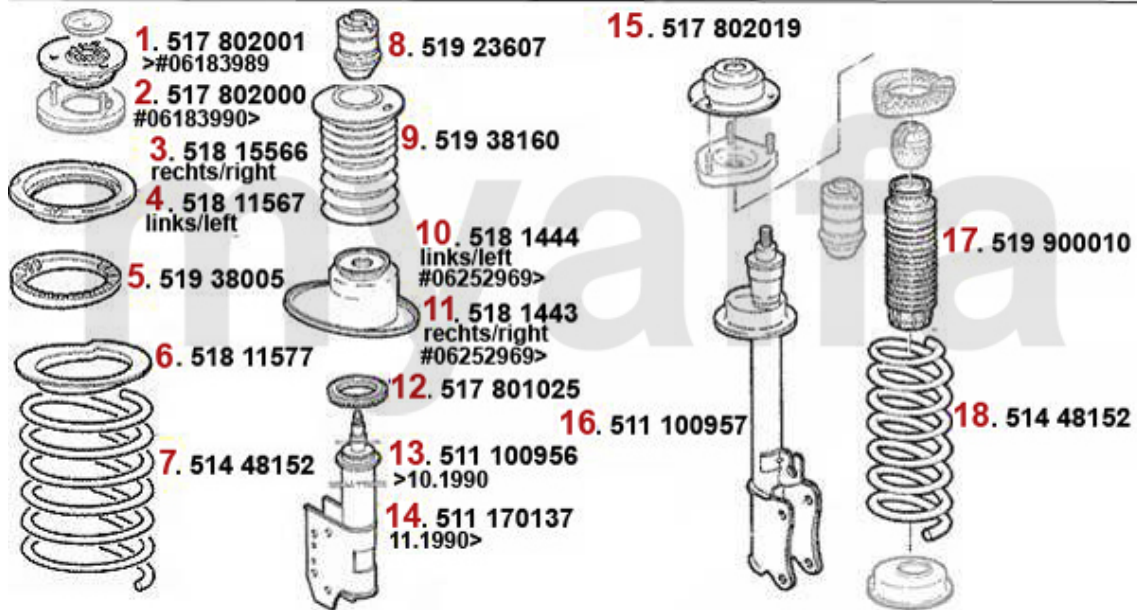 1. 517 802001
>#06183989
2. 517 802000
#06183990>
3. 518 15566
rechts/right
4. 518 11567
links/left
5. 519 38005
6. 518 11577
7. 514 48152
8. 519 23607
9. 519 38160
10. 518 1444
links/left
#06252969>
11. 518 1443
rechts/right
#06252969>
12. 517 801025
13. 511 100956
>10.1990
14. 511 170137
11.1990>
15. 517 802019
16. 511 100957
17. 519 900010
18. 514 48152
myalfa